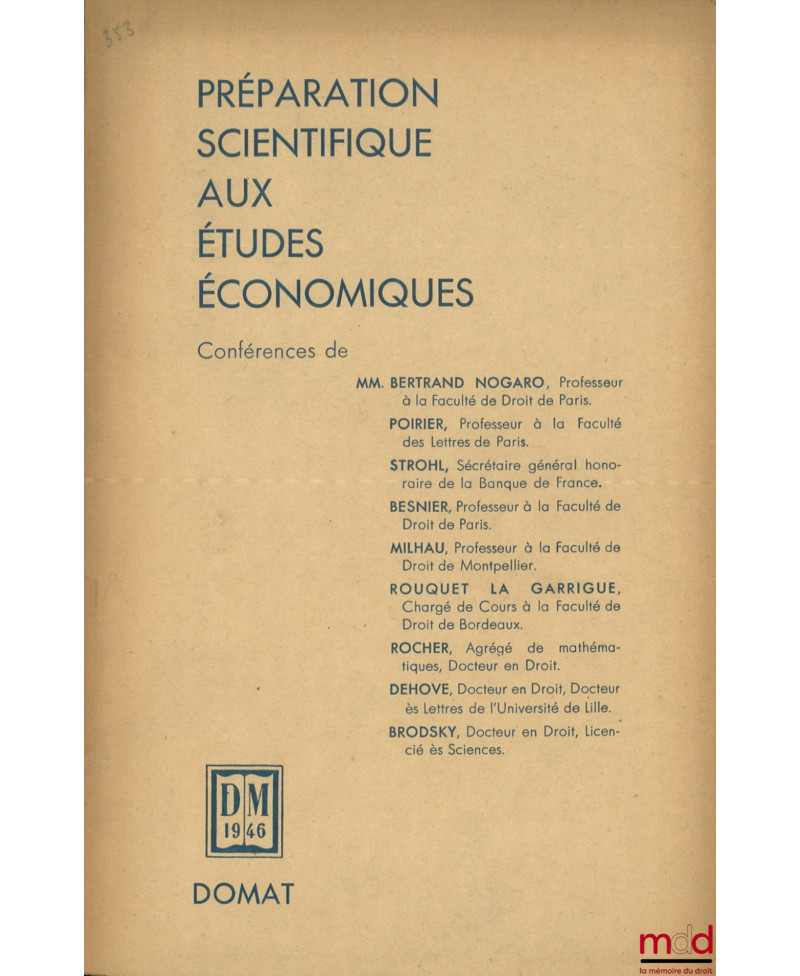 353
PRÉPARATION
SCIENTIFIQUE
AUX
ÉTUDES
ÉCONOMIQUES
Conférences de
MM. BERTRAND NOGARO, Professeur
à la Faculté de Droit de Paris.
POIRIER, Professeur à la Faculté
des Lettres de Paris.
STROHL, Sécrétaire général hono-
raire de la Banque de France.
BESNIER, Professeur à la Faculté de
Droit de Paris.
MILHAU, Professeur à la Faculté de
Droit de Montpellier.
ROUQUET LA GARRIGUE,
Chargé de Cours à la Faculté de
Droit de Bordeaux.
ROCHER, Agrégé de mathéma-
tiques, Docteur en Droit.
DEHOVE, Docteur en Droit, Docteur
ès Lettres de l'Université de Lille.
BRODSKY, Docteur en Droit, Licen-
cié ès Sciences.
DM
1946
DOMAT
mdd
la mémoire du droit